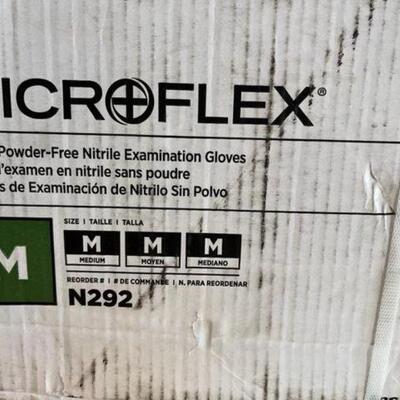 ICROFLEX®
Powder-Free Nitrile Examination Gloves
d'examen en nitrile sans poudre
s de Examinación de Nitrilo Sin Polvo
SIZE | TAILLE | TALLA
M M M M
MEDIUM MOYEN MEDIANO
REORDER # | # DE COMMANDE | N. PARA REORDENAR
N292